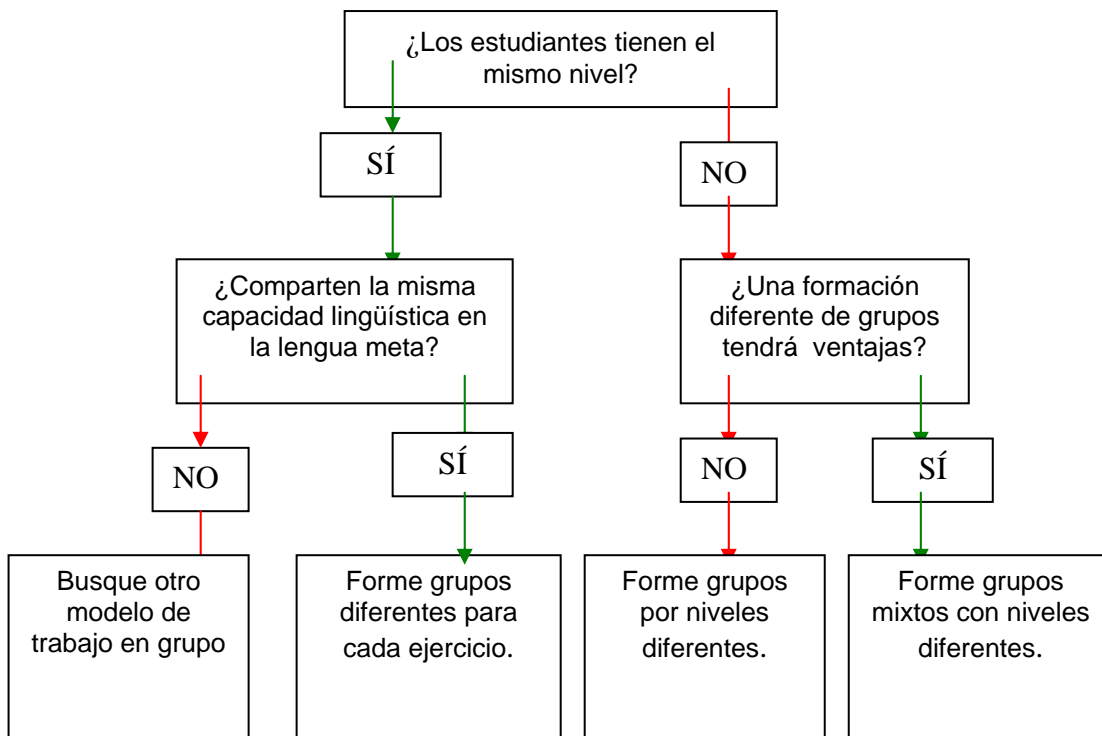 ¿Los estudiantes tienen el
mismo nivel?
SÍ
NO
¿Comparten la misma
capacidad lingüística en
la lengua meta?
¿Una formación
diferente de grupos
tendrá ventajas?
NO
SÍ
NO
SÍ
Busque otro
modelo de
trabajo en grupo
Forme grupos
diferentes para
cada ejercicio.
Forme grupos
por niveles
diferentes.
Forme grupos
mixtos con niveles
diferentes.